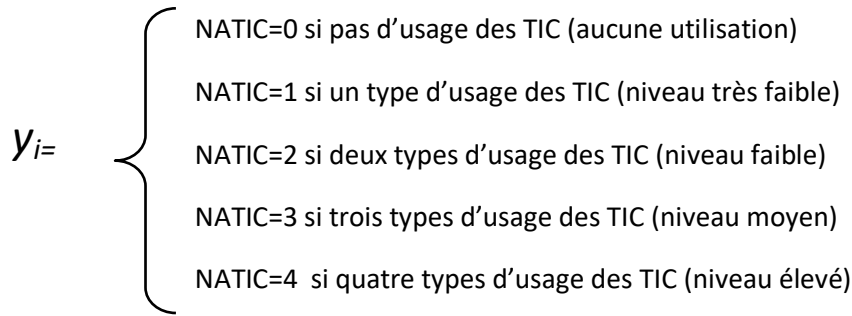 NATIC=0 si pas d’usage des TIC (aucune utilisation)
NATIC=1 si un type d’usage des TIC (niveau très faible)
yi=
NATIC=2 si deux types d’usage des TIC (niveau faible)
NATIC=3 si trois types d’usage des TIC (niveau moyen)
NATIC=4 si quatre types d’usage des TIC (niveau élevé)